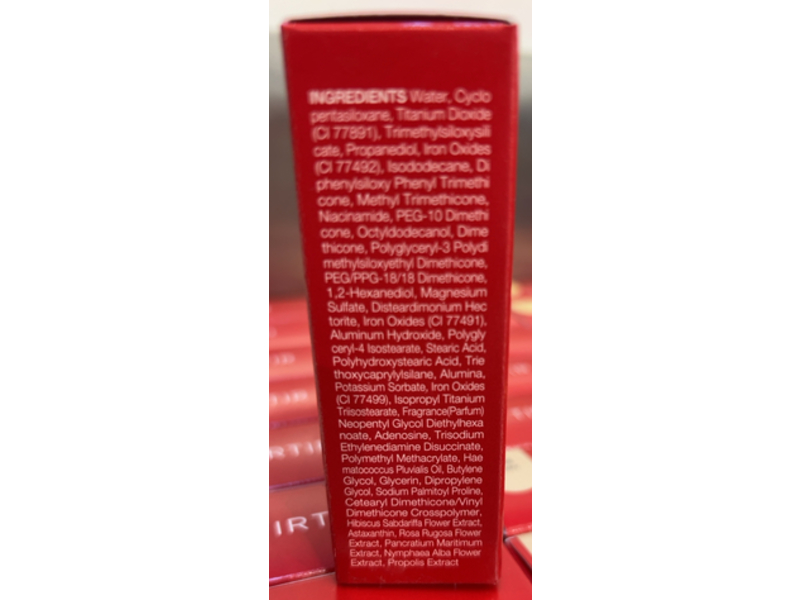 INGREDIENTS Water, Cyclo
pentasiloxane, Titanium Dioxide
(CI 77891), Trimethylsiloxysili
cate, Propanediol, Iron Oxides
(CI 77492), Isododecane, Di
phenylsiloxy Phenyl Trimethi
cone, Methyl Trimethicone,
Niacinamide, PEG-10 Dimethi
cone, Octyldodecanol, Dime
thicone, Polyglyceryl-3 Polydi
methylsiloxyethyl Dimethicone,
PEG/PPG-18/18 Dimethicone,
1,2-Hexanediol, Magnesium
Sulfate, Disteardimonium Hec
torite, Iron Oxides (CI 77491),
Aluminum Hydroxide, Polygly
ceryl-4 Isostearate, Stearic Acid,
Polyhydroxystearic Acid, Trie
thoxycaprylylsilane, Alumina,
Potassium Sorbate, Iron Oxides
(CI 77499), Isopropyl Titanium
Triisostearate, Fragrance(Parfum)
Neopentyl Glycol Diethylhexa
noate, Adenosine, Trisodium
Ethylenediamine Disuccinate,
Polymethyl Methacrylate, Hae
matococcus Pluvialis Oil, Butylene
Glycol, Glycerin, Dipropylene
Glycol, Sodium Palmitoyl Proline,
Cetearyl Dimethicone/Vinyl
Dimethicone Crosspolymer,
Hibiscus Sabdariffa Flower Extract,
Astaxanthin, Rosa Rugosa Flower
Extract, Pancratium Maritimum
Extract, Nymphaea Alba Flower
Extract, Propolis Extract